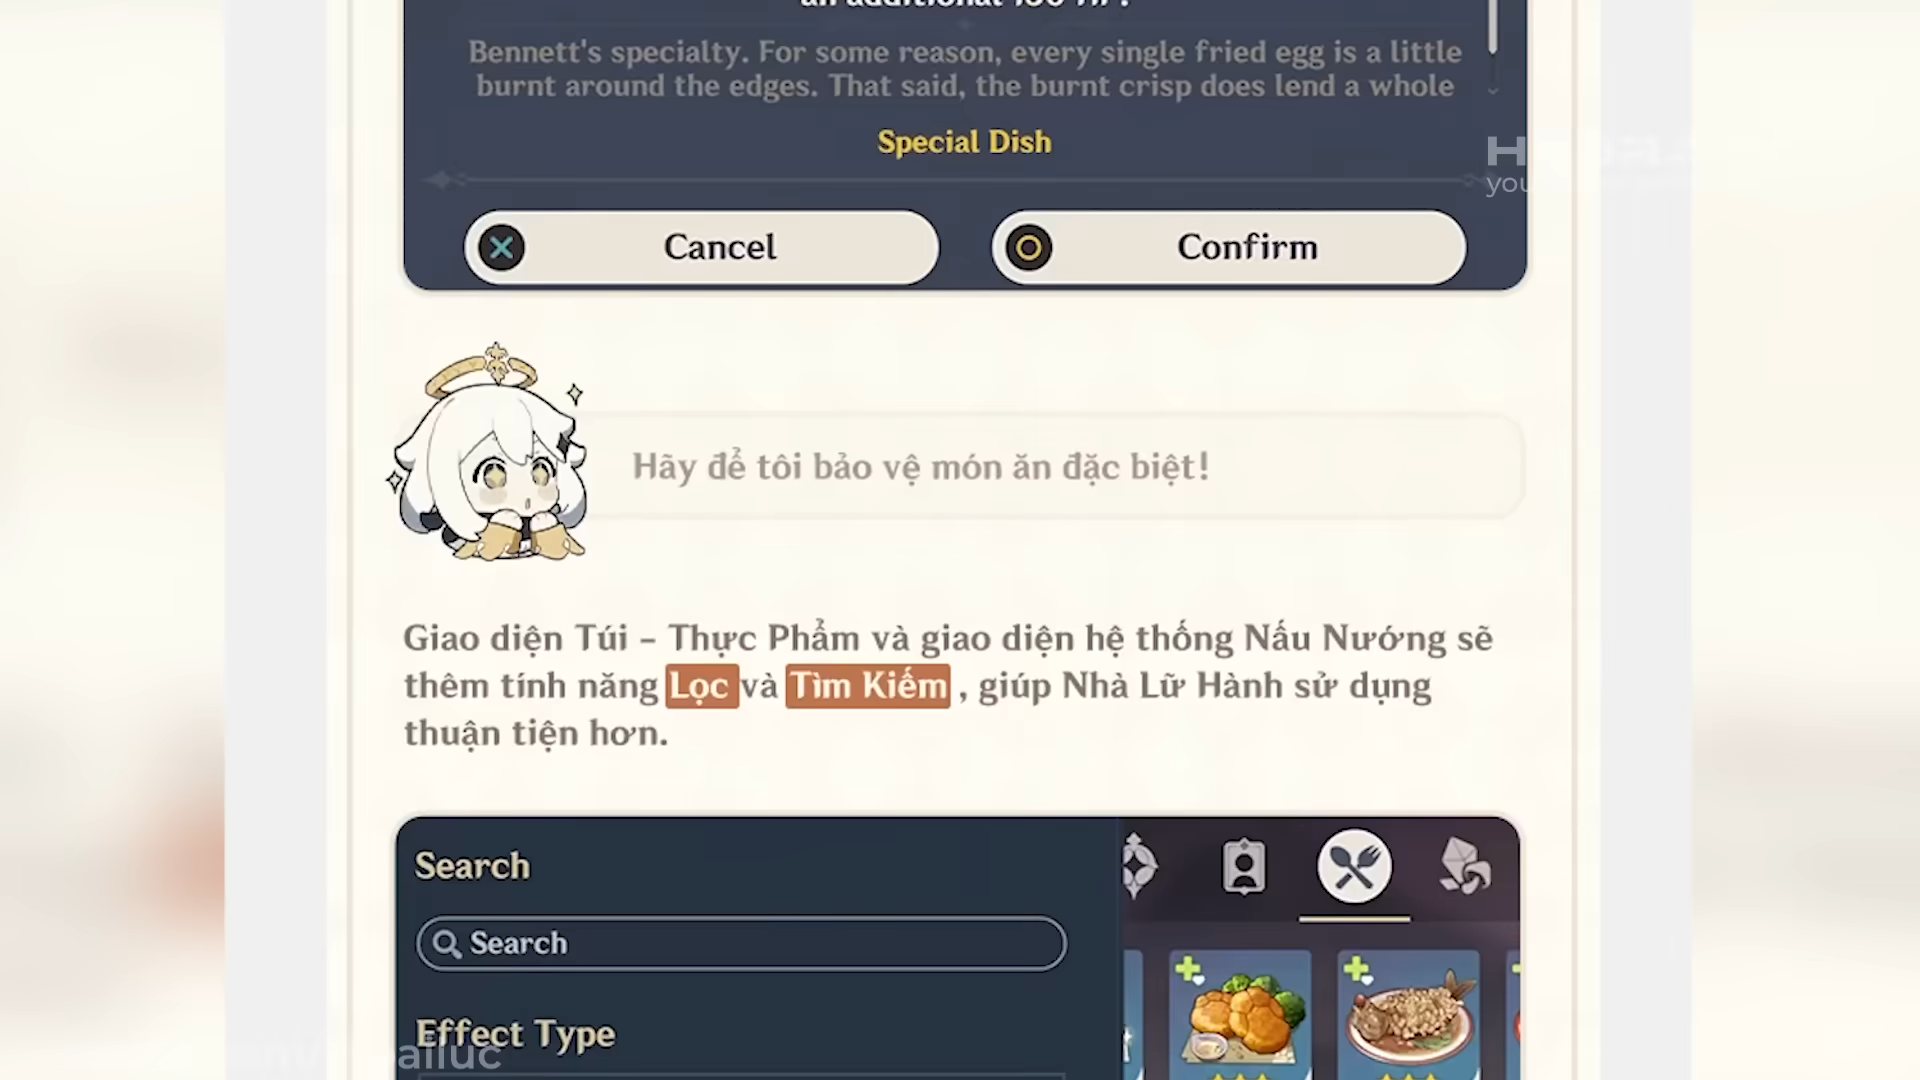 Bennett's specialty. For some reason, every single fried egg is a little
burnt around the edges. That said, the burnt crisp does lend a whole
Special Dish
Cancel
Confirm
Hãy để tôi bảo vệ món ăn đặc biệt!
Giao diện Túi – Thực Phẩm và giao diện hệ thống Nấu Nướng sẽ
thêm tính năng Lọc và Tìm Kiếm , giúp Nhà Lữ Hành sử dụng
thuận tiện hơn.
Search
Search
Effect Type